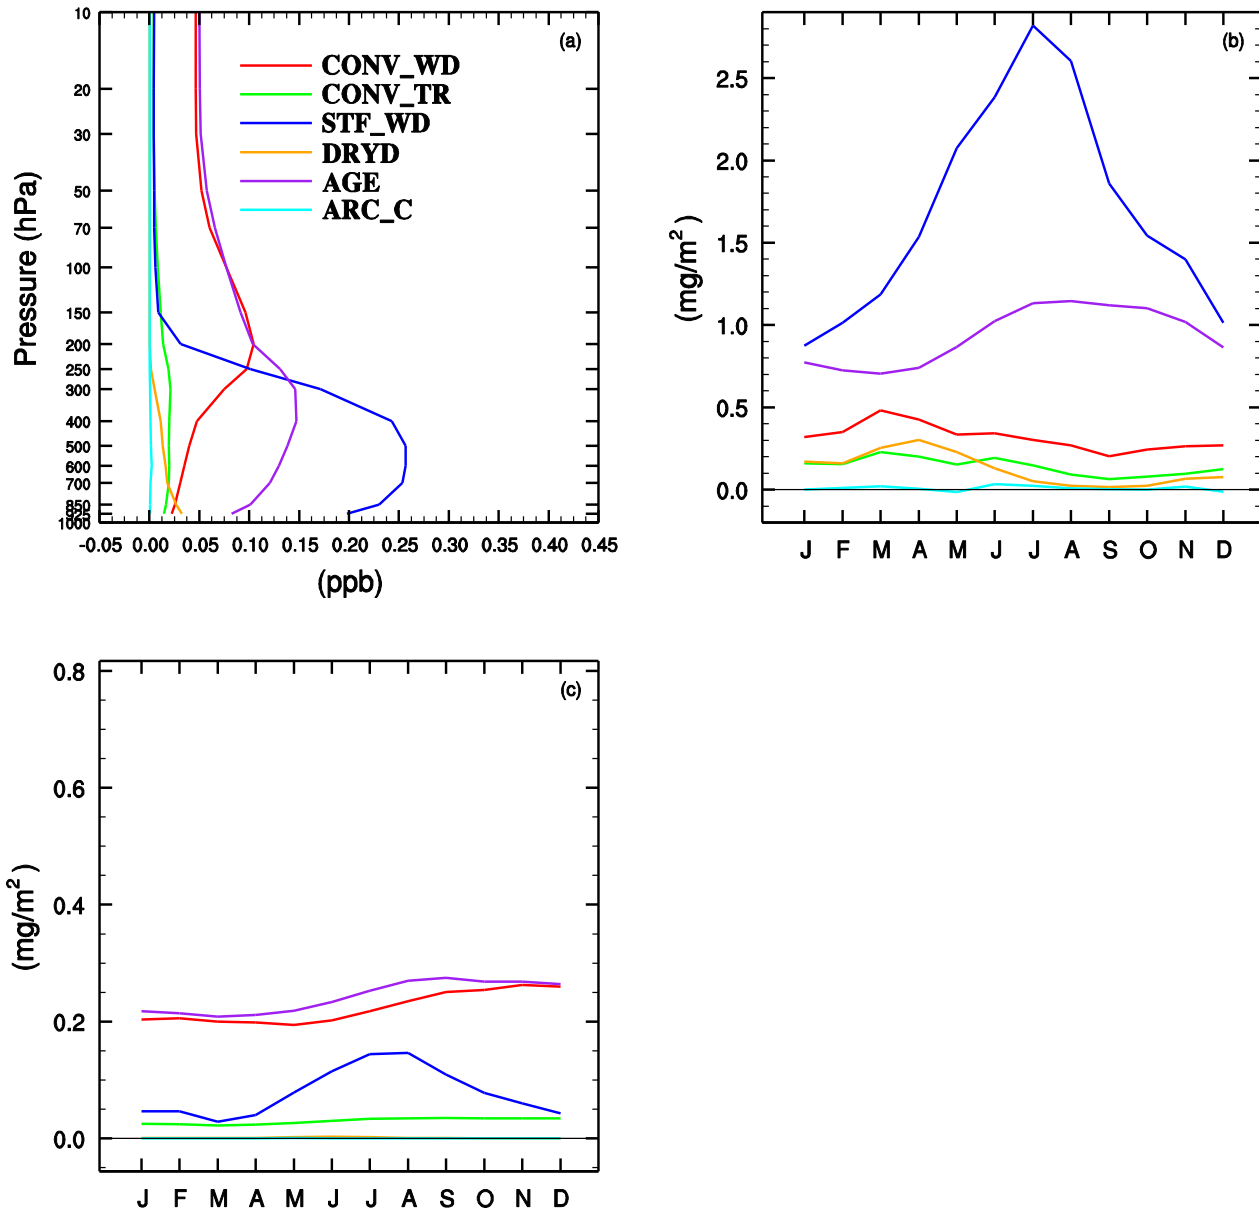 (a)
10
20
30
50
70
100
150
200
250
300
400
500
600
700
850
925
1000
Pressure (hPa)
CONV_WD
CONV_TR
STF_WD
DRYD
AGE
ARC_C
-0.05 0.00 0.05 0.10 0.15 0.20 0.25 0.30 0.35 0.40 0.45
(ppb)
(b)
2.5
2.0
1.5
1.0
0.5
0.0
(mg/m²)
J F M A M J J A S O N D
(c)
0.8
0.6
0.4
0.2
0.0
(mg/m²)
J F M A M J J A S O N D